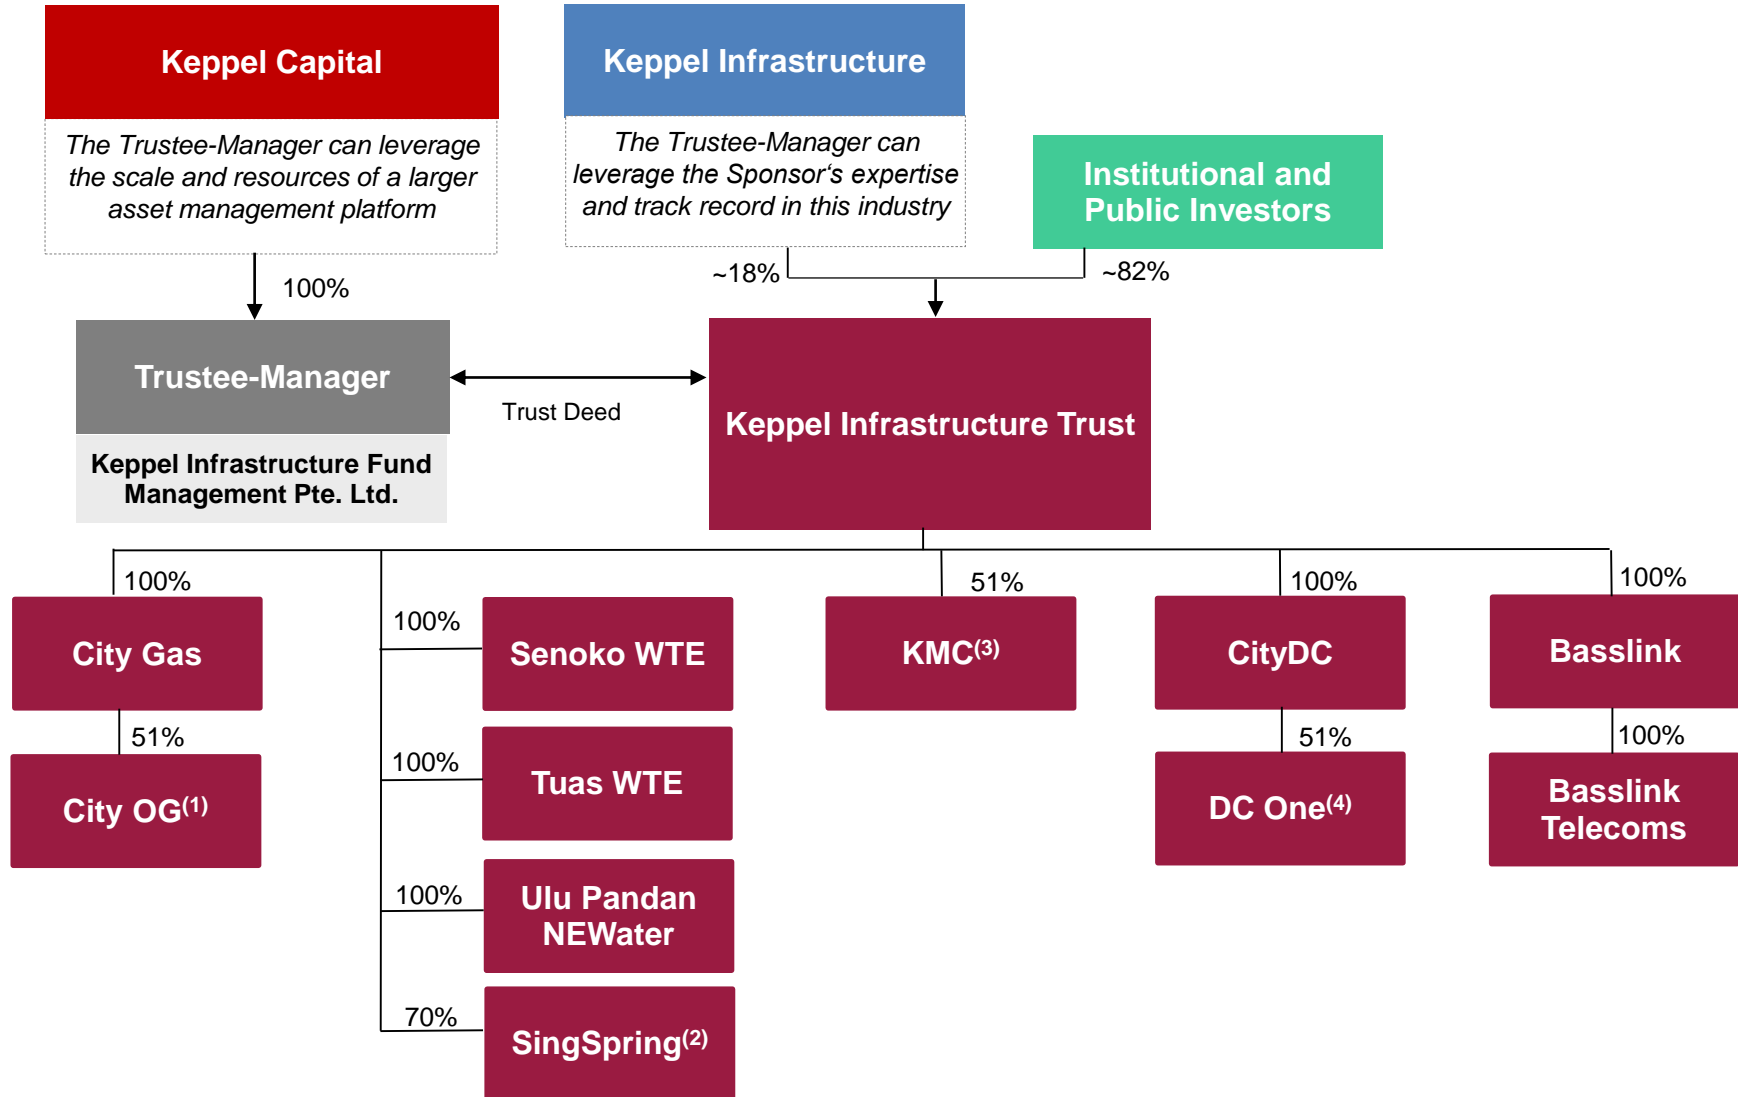 Keppel Capital
The Trustee-Manager can leverage
the scale and resources of a larger
asset management platform
Keppel Infrastructure
The Trustee-Manager can
leverage the Sponsor‘s expertise
and track record in this industry
Institutional and
Public Investors
100%
~18%
~82%
Trustee-Manager
Keppel Infrastructure Fund
Management Pte. Ltd.
Trust Deed
Keppel Infrastructure Trust
100%
City Gas
51%
City OG(1)
100%
Senoko WTE
100%
Tuas WTE
100%
Ulu Pandan
NEWater
70%
SingSpring(2)
51%
KMC(3)
100%
CityDC
51%
DC One(4)
100%
Basslink
100%
Basslink
Telecoms